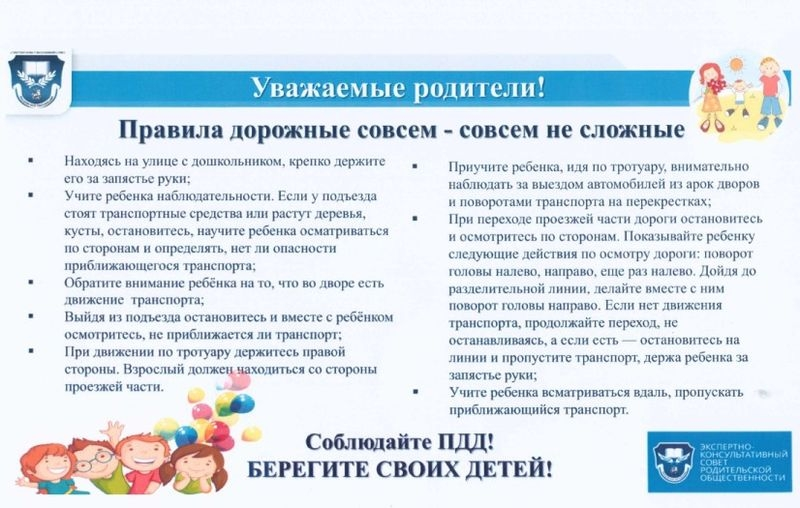 Уважаемые родители!
Правила дорожные совсем - совсем не сложные
▪ Находясь на улице с дошкольником, крепко держите
его за запястье руки;
▪ Учите ребенка наблюдательности. Если у подъезда
стоят транспортные средства или растут деревья,
кусты, остановитесь, научите ребенка осматриваться
по сторонам и определять, нет ли опасности
приближающегося транспорта;
▪ Обратите внимание ребёнка на то, что во дворе есть
движение транспорта;
▪ Выйдя из подъезда остановитесь и вместе с ребёнком
осмотритесь, не приближается ли транспорт;
▪ При движении по тротуару держитесь правой
стороны. Взрослый должен находиться со стороны
проезжей части.
▪ Приучите ребенка, идя по тротуару, внимательно
наблюдать за выездом автомобилей из арок дворов
и поворотами транспорта на перекрестках;
▪ При переходе проезжей части дороги остановитесь
и осмотритесь по сторонам. Показывайте ребенку
следующие действия по осмотру дороги: поворот
головы налево, направо, еще раз налево. Дойдя до
разделительной линии, делайте вместе с ним
поворот головы направо. Если нет движения
транспорта, продолжайте переход, не
останавливаясь, а если есть — остановитесь на
линии и пропустите транспорт, держа ребенка за
запястье руки;
▪ Учите ребенка всматриваться вдаль, пропускать
приближающийся транспорт.
Соблюдайте ПДД!
БЕРЕГИТЕ СВОИХ ДЕТЕЙ!
ЭКСПЕРТНО-
КОНСУЛЬТАТИВНЫЙ
СОВЕТ
РОДИТЕЛЬСКОЙ
ОБЩЕСТВЕННОСТИ